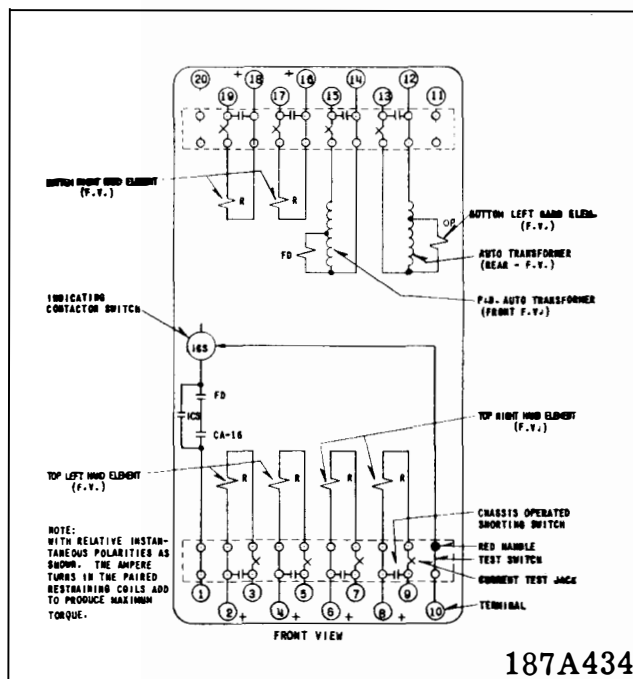 + +
20 18 16 14 12
19 17 15 13 11
BOTTOM RIGHT HAND ELEMENT
(F.V.)
R R
OP
BOTTOM LEFT HAND ELEM.
(F.V.)
FD
AUTO TRANSFORMER
(REAR - F.V.)
AUTO TRANSFORMER
(FRONT F.V.)
INDICATING
CONTACTOR SWITCH
ICS
FD
ICS
CA-16
TOP RIGHT HAND ELEMENT
(F.V.)
TOP LEFT HAND ELEMENT
(F.V.)
R R R R
CHASSIS OPERATED
SHORTING SWITCH
NOTE:
WITH RELATIVE INSTAN-
TANEOUS POLARITIES AS
SHOWN. THE AMPERE
TURNS IN THE PAIRED
RESTRAINING COILS ADD
TO PRODUCE MAXIMUM
TORQUE.
RED HANDLE
TEST SWITCH
CURRENT TEST JACK
TERMINAL
1 3 5 7 9
2 + 4 + 6 + 8 + 10
FRONT VIEW
187A434